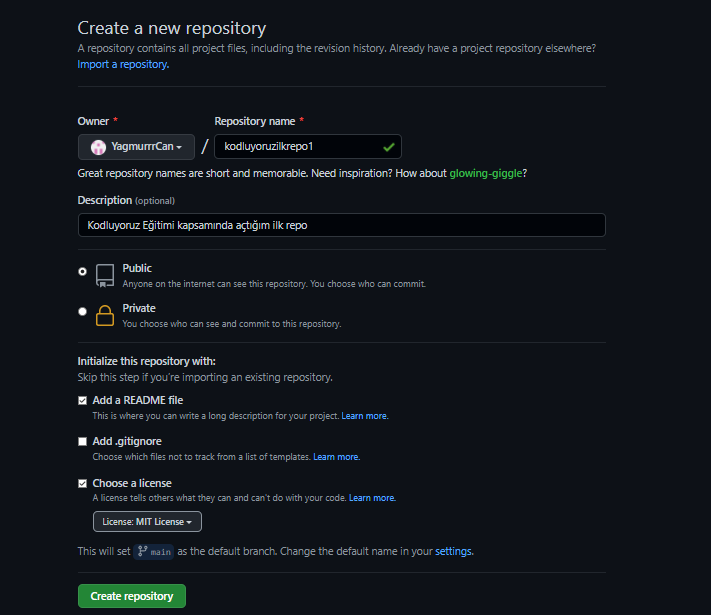 Create a new repository
A repository contains all project files, including the revision history. Already have a project repository elsewhere?
Import a repository.
Owner * Repository name *
YagmurrrCan / kodluyoruzilkrepo1
Great repository names are short and memorable. Need inspiration? How about glowing-giggle?
Description (optional)
Kodluyoruz Eğitimi kapsamında açtığım ilk repo
Public
Anyone on the internet can see this repository. You choose who can commit.
Private
You choose who can see and commit to this repository.
Initialize this repository with:
Skip this step if you're importing an existing repository.
Add a README file
This is where you can write a long description for your project. Learn more.
Add .gitignore
Choose which files not to track from a list of templates. Learn more.
Choose a license
A license tells others what they can and can't do with your code. Learn more.
License: MIT License
This will set main as the default branch. Change the default name in your settings.
Create repository